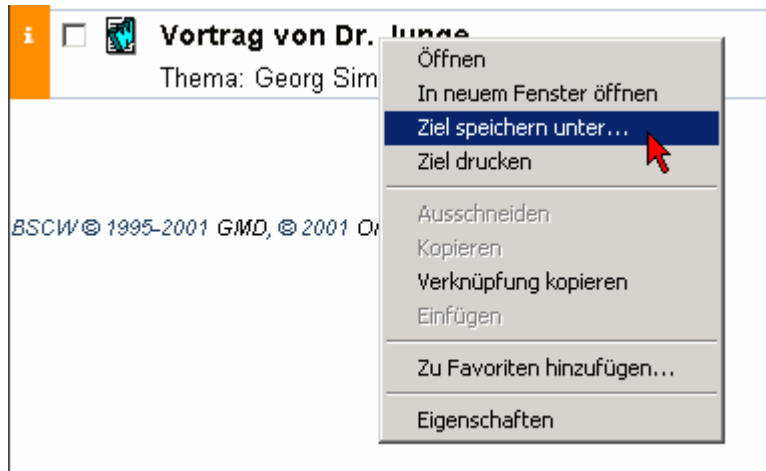 i Vortrag von Dr. Junge
Thema: Georg Sim
Öffnen
In neuem Fenster öffnen
Ziel speichern unter...
Ziel drucken
Ausschneiden
Kopieren
Verknüpfung kopieren
Einfügen
Zu Favoriten hinzufügen...
Eigenschaften
BSCW © 1995-2001 GMD, © 2001